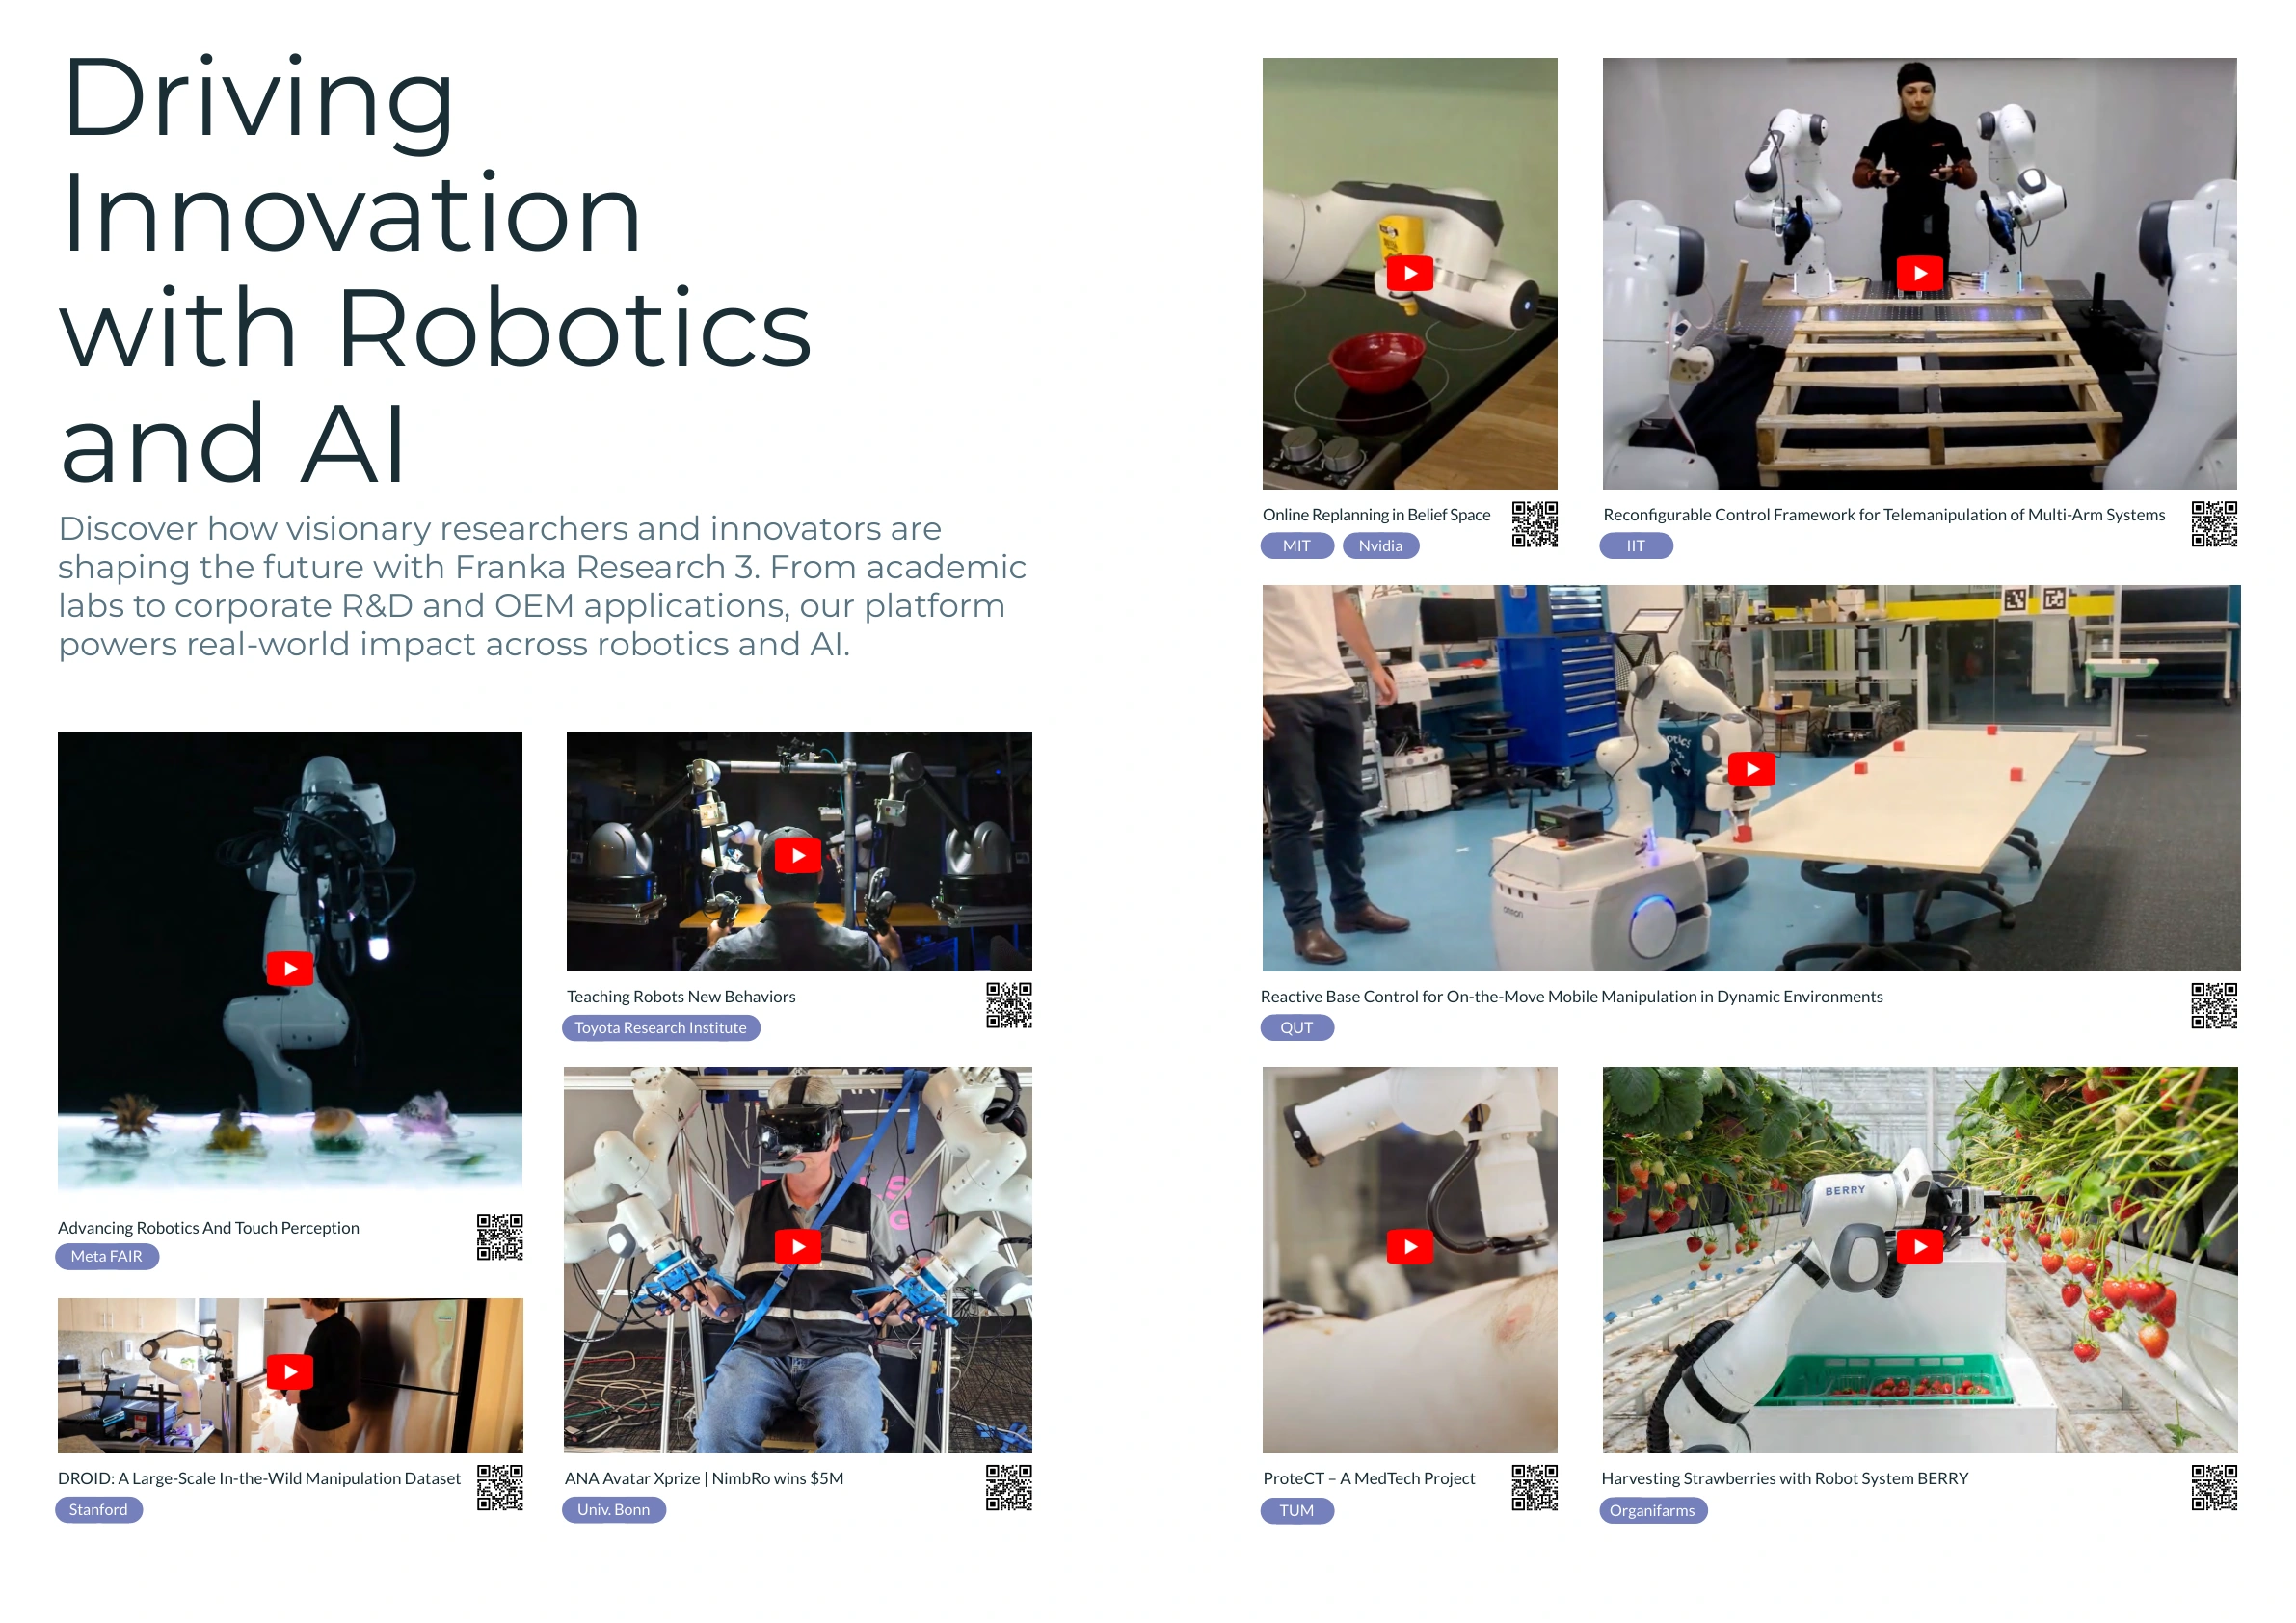 Driving
Innovation
with Robotics
and AI
Discover how visionary researchers and innovators are
shaping the future with Franka Research 3. From academic
labs to corporate R&D and OEM applications, our platform
powers real-world impact across robotics and AI.
Advancing Robotics And Touch Perception
Meta FAIR
DROID: A Large-Scale In-the-Wild Manipulation Dataset
Stanford
Teaching Robots New Behaviors
Toyota Research Institute
ANA Avatar Xprize | NimbRo wins $5M
Univ. Bonn
Online Replanning in Belief Space
MIT Nvidia
Reconfigurable Control Framework for Telemanipulation of Multi-Arm Systems
IIT
omron
Reactive Base Control for On-the-Move Mobile Manipulation in Dynamic Environments
QUT
ProteCT – A MedTech Project
TUM
BERRY
Harvesting Strawberries with Robot System BERRY
Organifarms